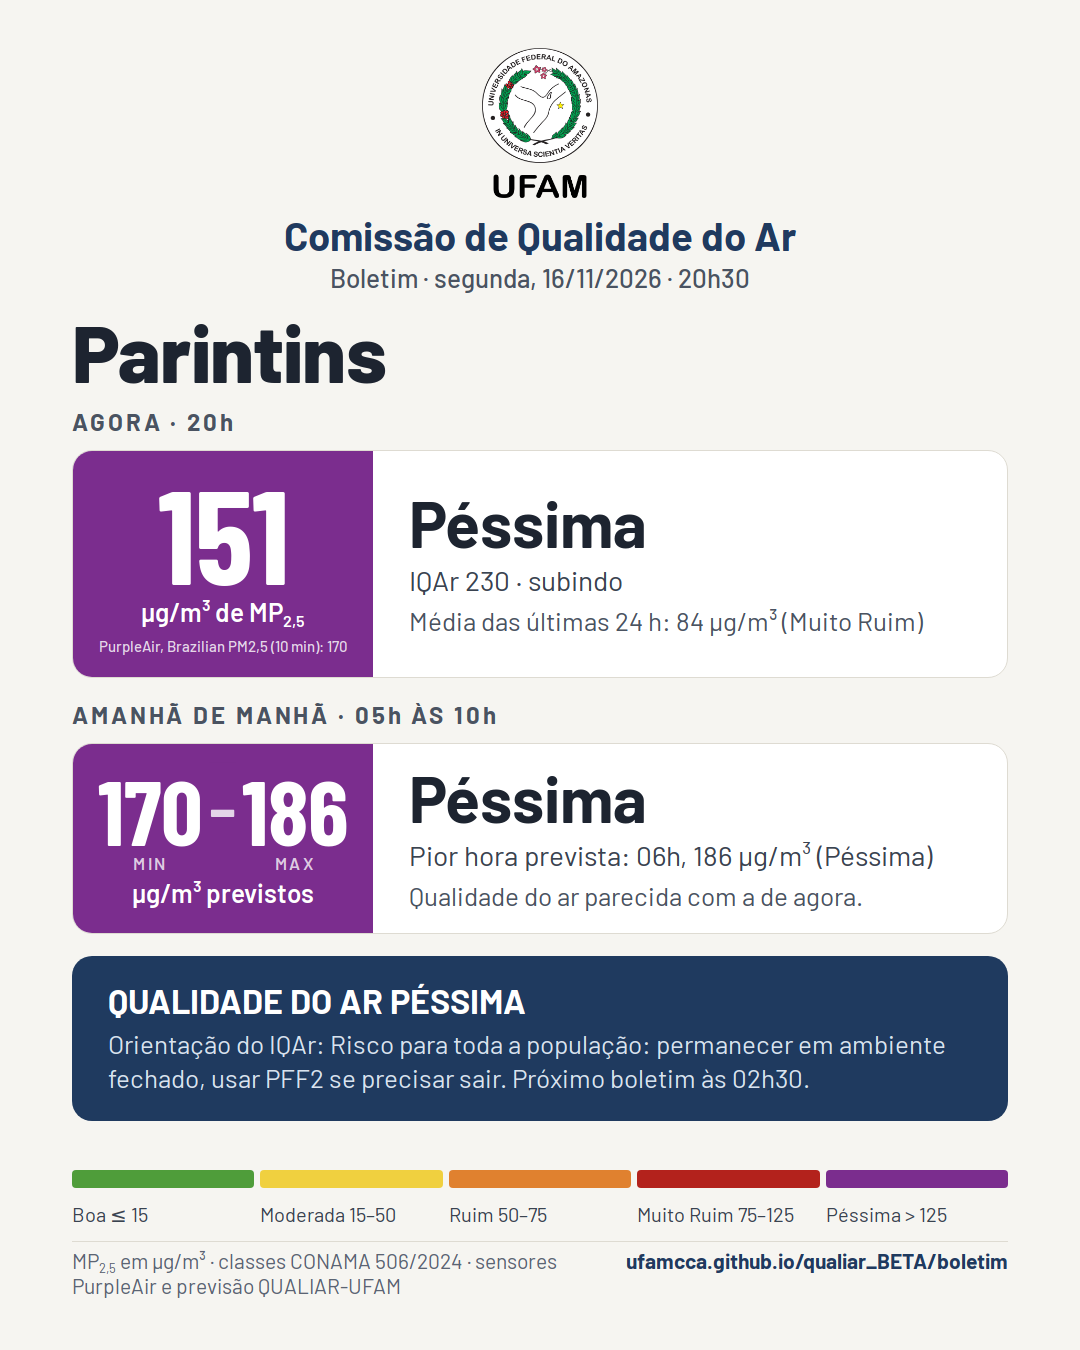 UNIVERSIDADE FEDERAL DO AMAZONAS
IN UNIVERSA SCIENTIA VERITAS
UFAM
Comissão de Qualidade do Ar
Boletim · segunda, 16/11/2026 · 20h30
Parintins
AGORA · 20h
151
µg/m³ de MP2,5
PurpleAir, Brazilian PM2,5 (10 min): 170
Péssima
IQAr 230 · subindo
Média das últimas 24 h: 84 µg/m³ (Muito Ruim)
AMANHÃ DE MANHÃ · 05h ÀS 10h
170 – 186
MIN MAX
µg/m³ previstos
Péssima
Pior hora prevista: 06h, 186 µg/m³ (Péssima)
Qualidade do ar parecida com a de agora.
QUALIDADE DO AR PÉSSIMA
Orientação do IQAr: Risco para toda a população: permanecer em ambiente
fechado, usar PFF2 se precisar sair. Próximo boletim às 02h30.
Boa ≤ 15 Moderada 15–50 Ruim 50–75 Muito Ruim 75–125 Péssima > 125
MP2,5 em µg/m³ · classes CONAMA 506/2024 · sensores
PurpleAir e previsão QUALIAR-UFAM
ufamcca.github.io/qualiar_BETA/boletim